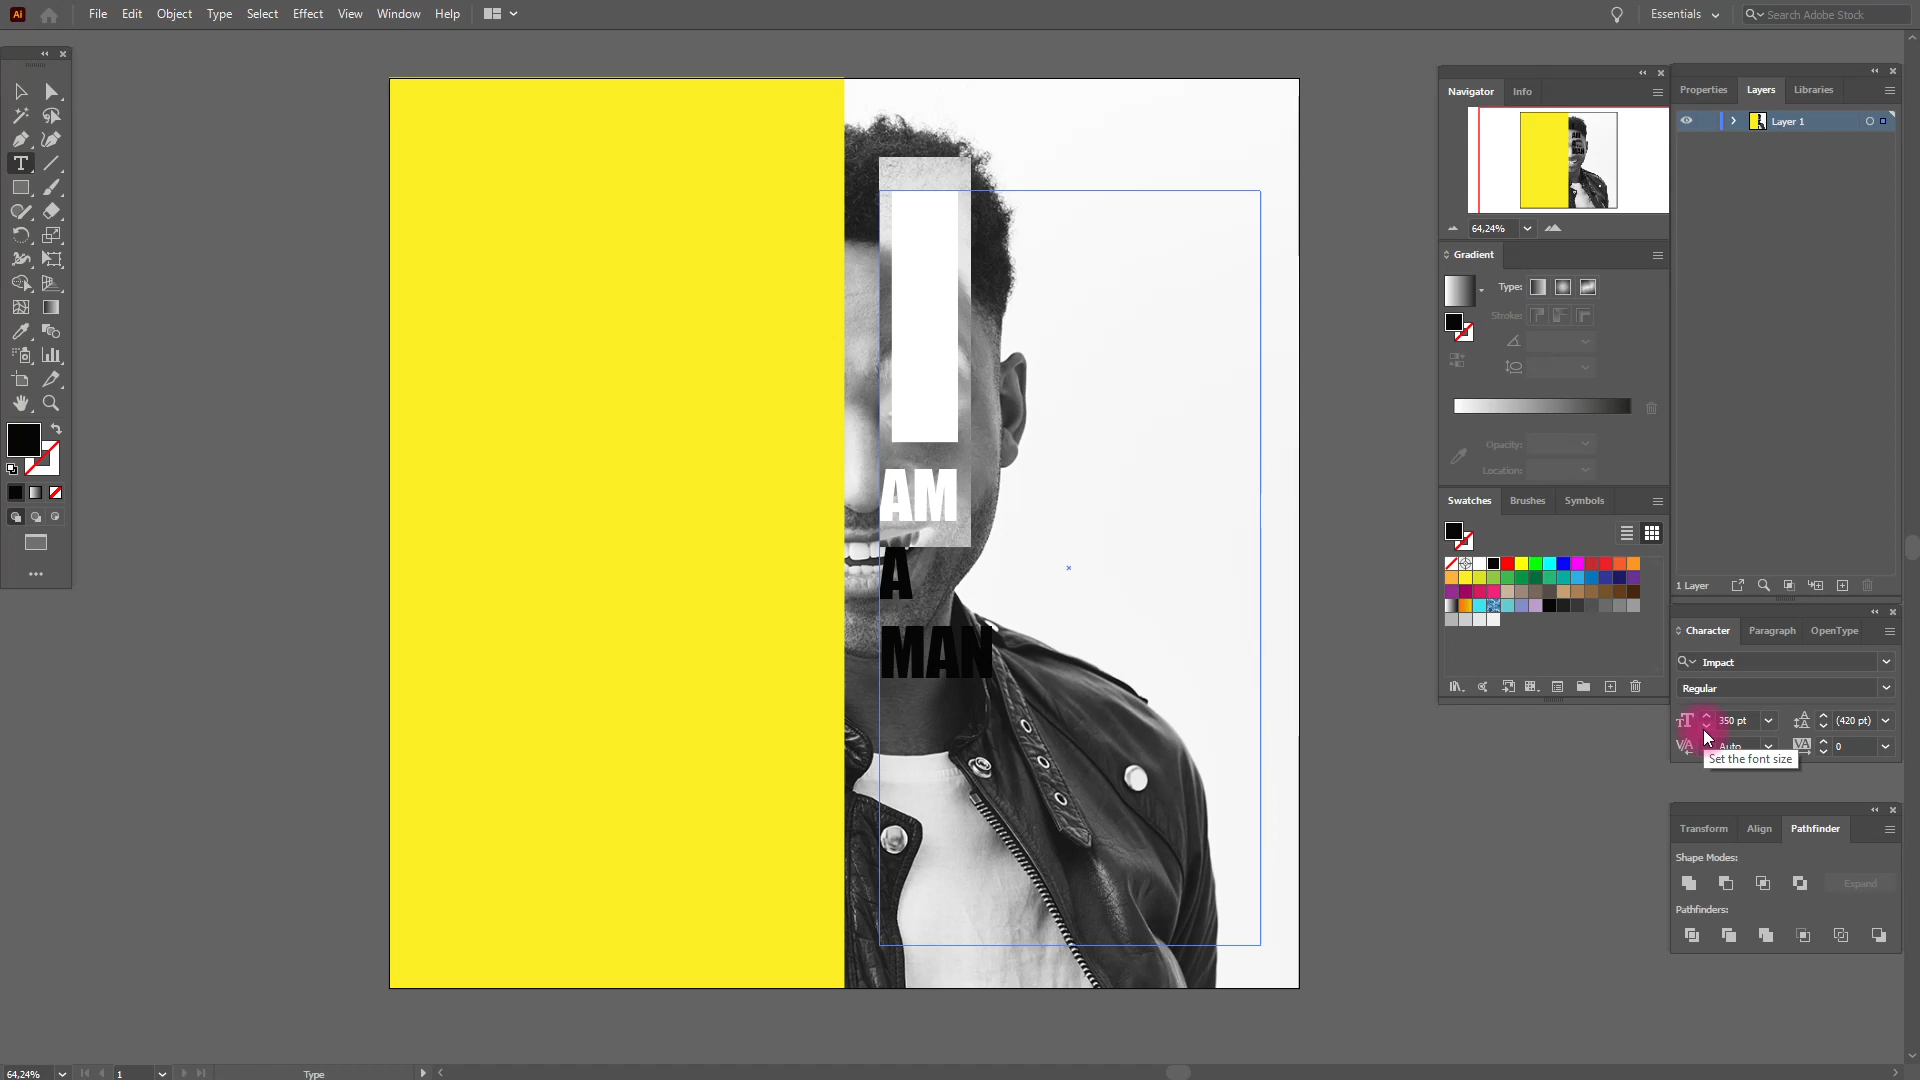 Ai File Edit Object Type Select Effect View Window Help Essentials Search Adobe Stock
Navigator Info
Properties Layers Libraries
Layer 1
64,24%
Gradient
Type:
Stroke:
Opacity:
Location:
I
AM
A
MAN
Swatches Brushes Symbols
1 Layer
Character Paragraph OpenType
Impact
Regular
350 pt (420 pt)
Auto 0
Set the font size
Transform Align Pathfinder
Shape Modes:
Expand
Pathfinders:
64,24% 1 Type